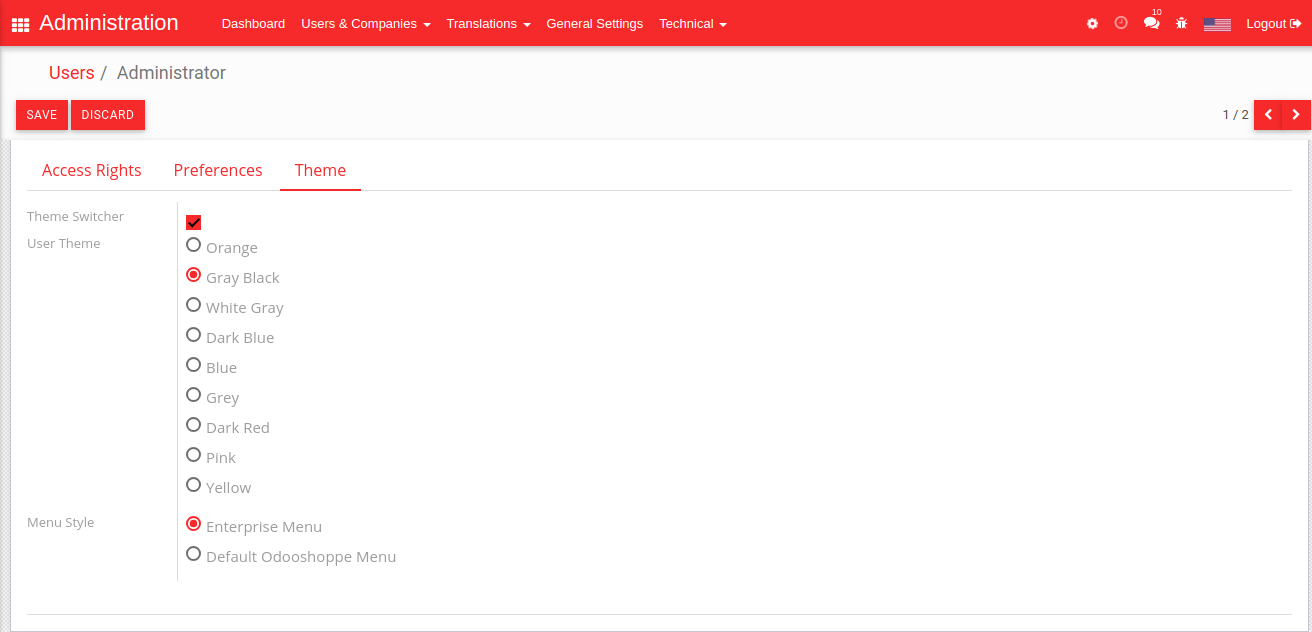 Administration Dashboard Users & Companies Translations General Settings Technical 10 Logout
Users / Administrator
SAVE DISCARD 1 / 2
Access Rights Preferences Theme
Theme Switcher
User Theme Orange
Gray Black
White Gray
Dark Blue
Blue
Grey
Dark Red
Pink
Yellow
Menu Style Enterprise Menu
Default Odooshoppe Menu